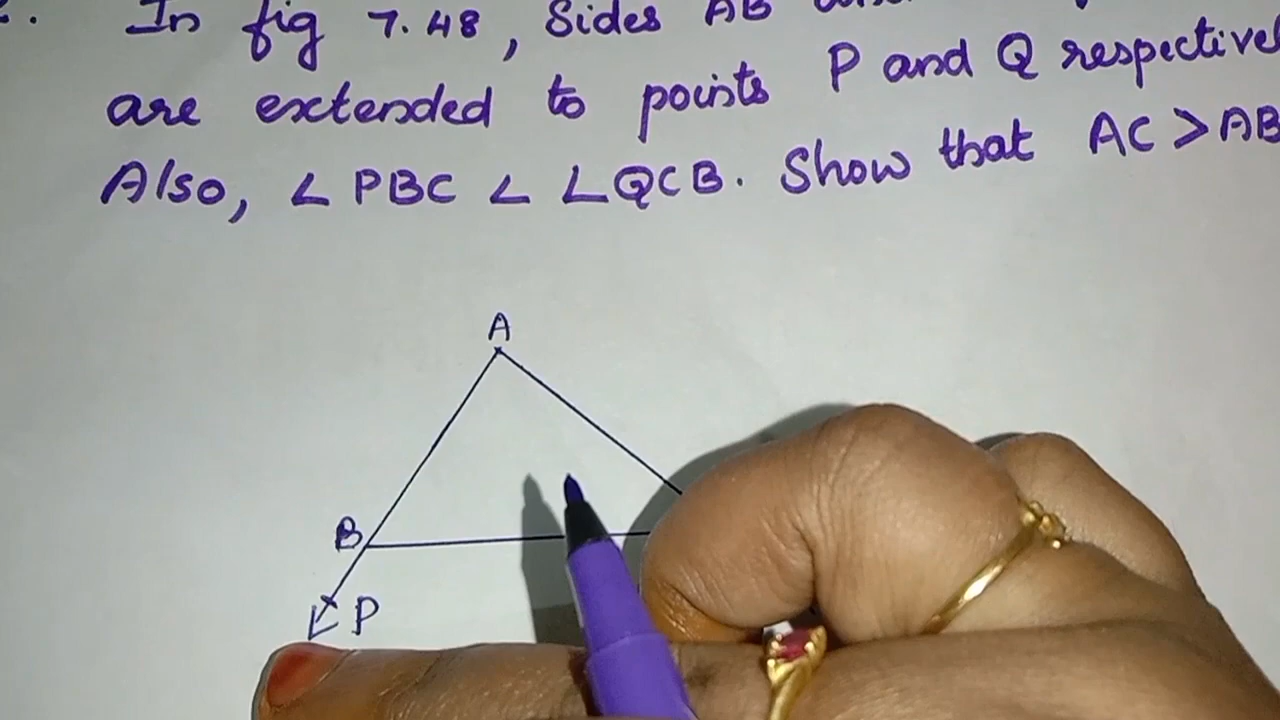 In fig 7.48, Sides AB
are extended to points P and Q respectivel
Also, ∠PBC < ∠QCB. Show that AC > AB
A
B
P